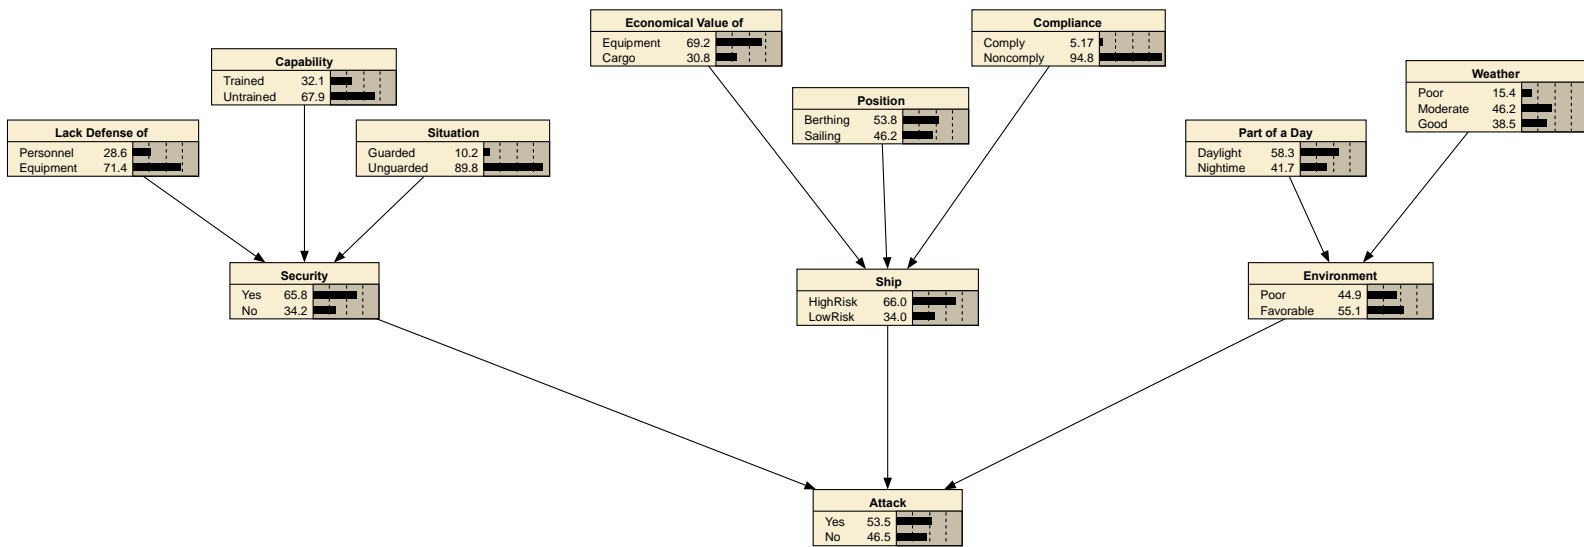 Economical Value of
Equipment 69.2
Cargo 30.8
Compliance
Comply 5.17
Noncomply 94.8
Capability
Trained 32.1
Untrained 67.9
Weather
Poor 15.4
Moderate 46.2
Good 38.5
Position
Berthing 53.8
Sailing 46.2
Lack Defense of
Personnel 28.6
Equipment 71.4
Situation
Guarded 10.2
Unguarded 89.8
Part of a Day
Daylight 58.3
Nightime 41.7
Security
Yes 65.8
No 34.2
Ship
HighRisk 66.0
LowRisk 34.0
Environment
Poor 44.9
Favorable 55.1
Attack
Yes 53.5
No 46.5